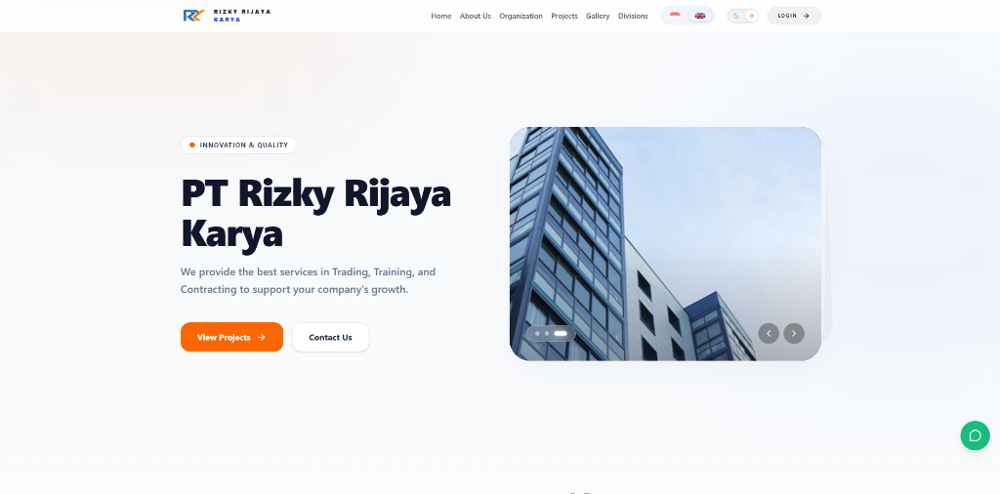 RIZKY RIJAYA
KARYA
Home About Us Organization Projects Gallery Divisions
LOGIN
INNOVATION & QUALITY
PT Rizky Rijaya
Karya
We provide the best services in Trading, Training, and
Contracting to support your company's growth.
View Projects
Contact Us